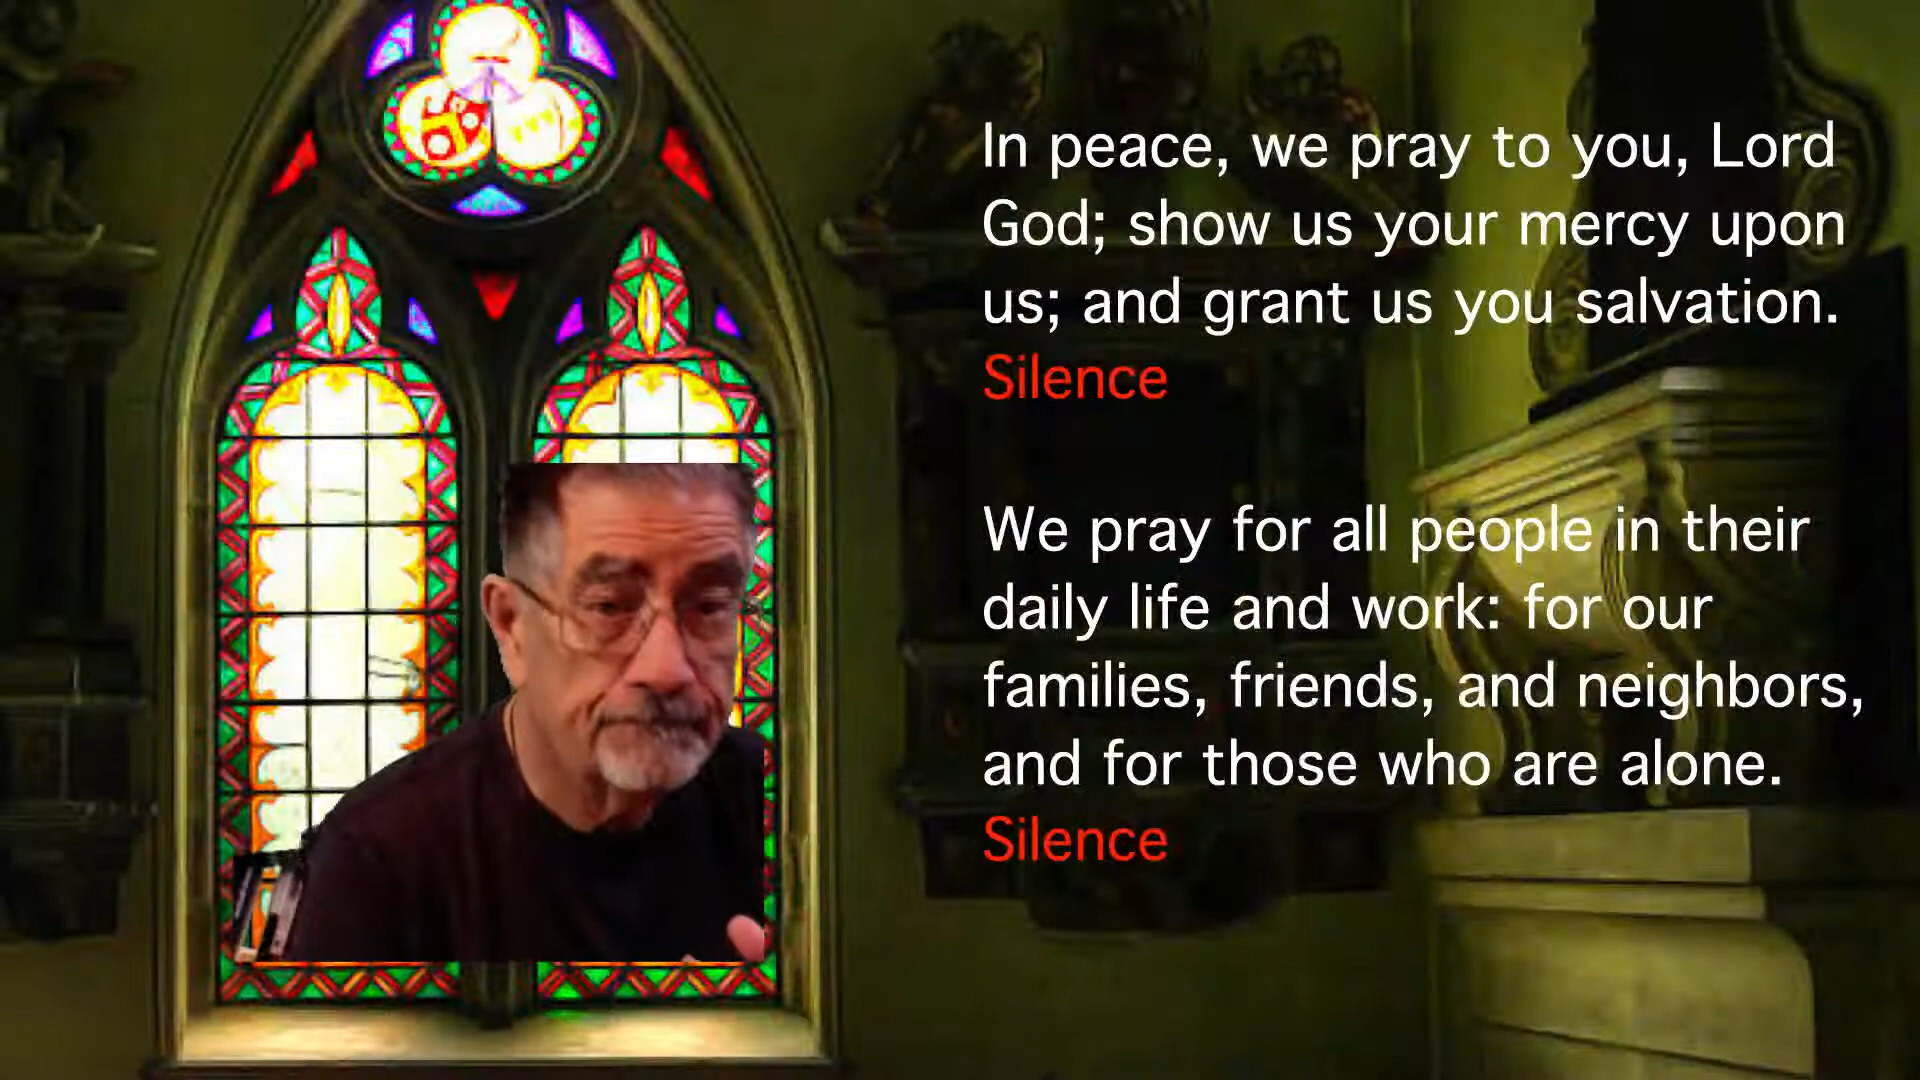 In peace, we pray to you, Lord
God; show us your mercy upon
us; and grant us you salvation.
Silence
We pray for all people in their
daily life and work: for our
families, friends, and neighbors,
and for those who are alone.
Silence